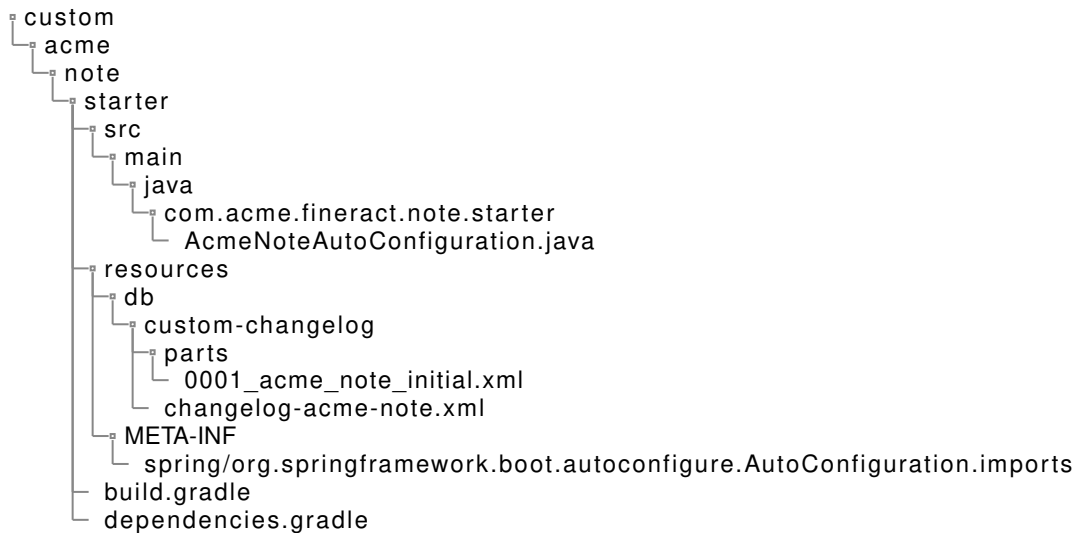 custom
acme
note
starter
src
main
java
com.acme.fineract.note.starter
AcmeNoteAutoConfiguration.java
resources
db
custom-changelog
parts
0001_acme_note_initial.xml
changelog-acme-note.xml
META-INF
spring/org.springframework.boot.autoconfigure.AutoConfiguration.imports
build.gradle
dependencies.gradle